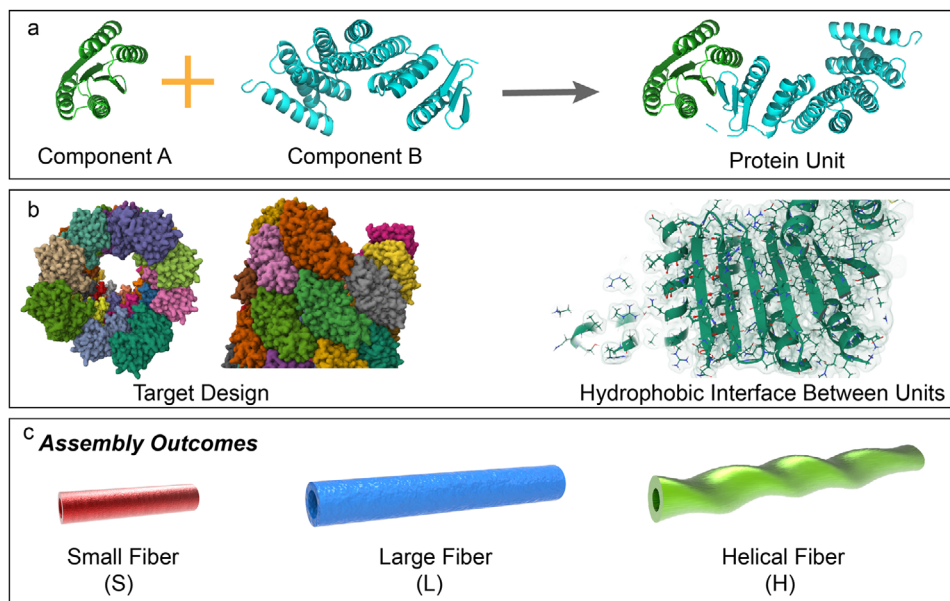 a
Component A
Component B
Protein Unit
b
Target Design
Hydrophobic Interface Between Units
c Assembly Outcomes
Small Fiber
(S)
Large Fiber
(L)
Helical Fiber
(H)